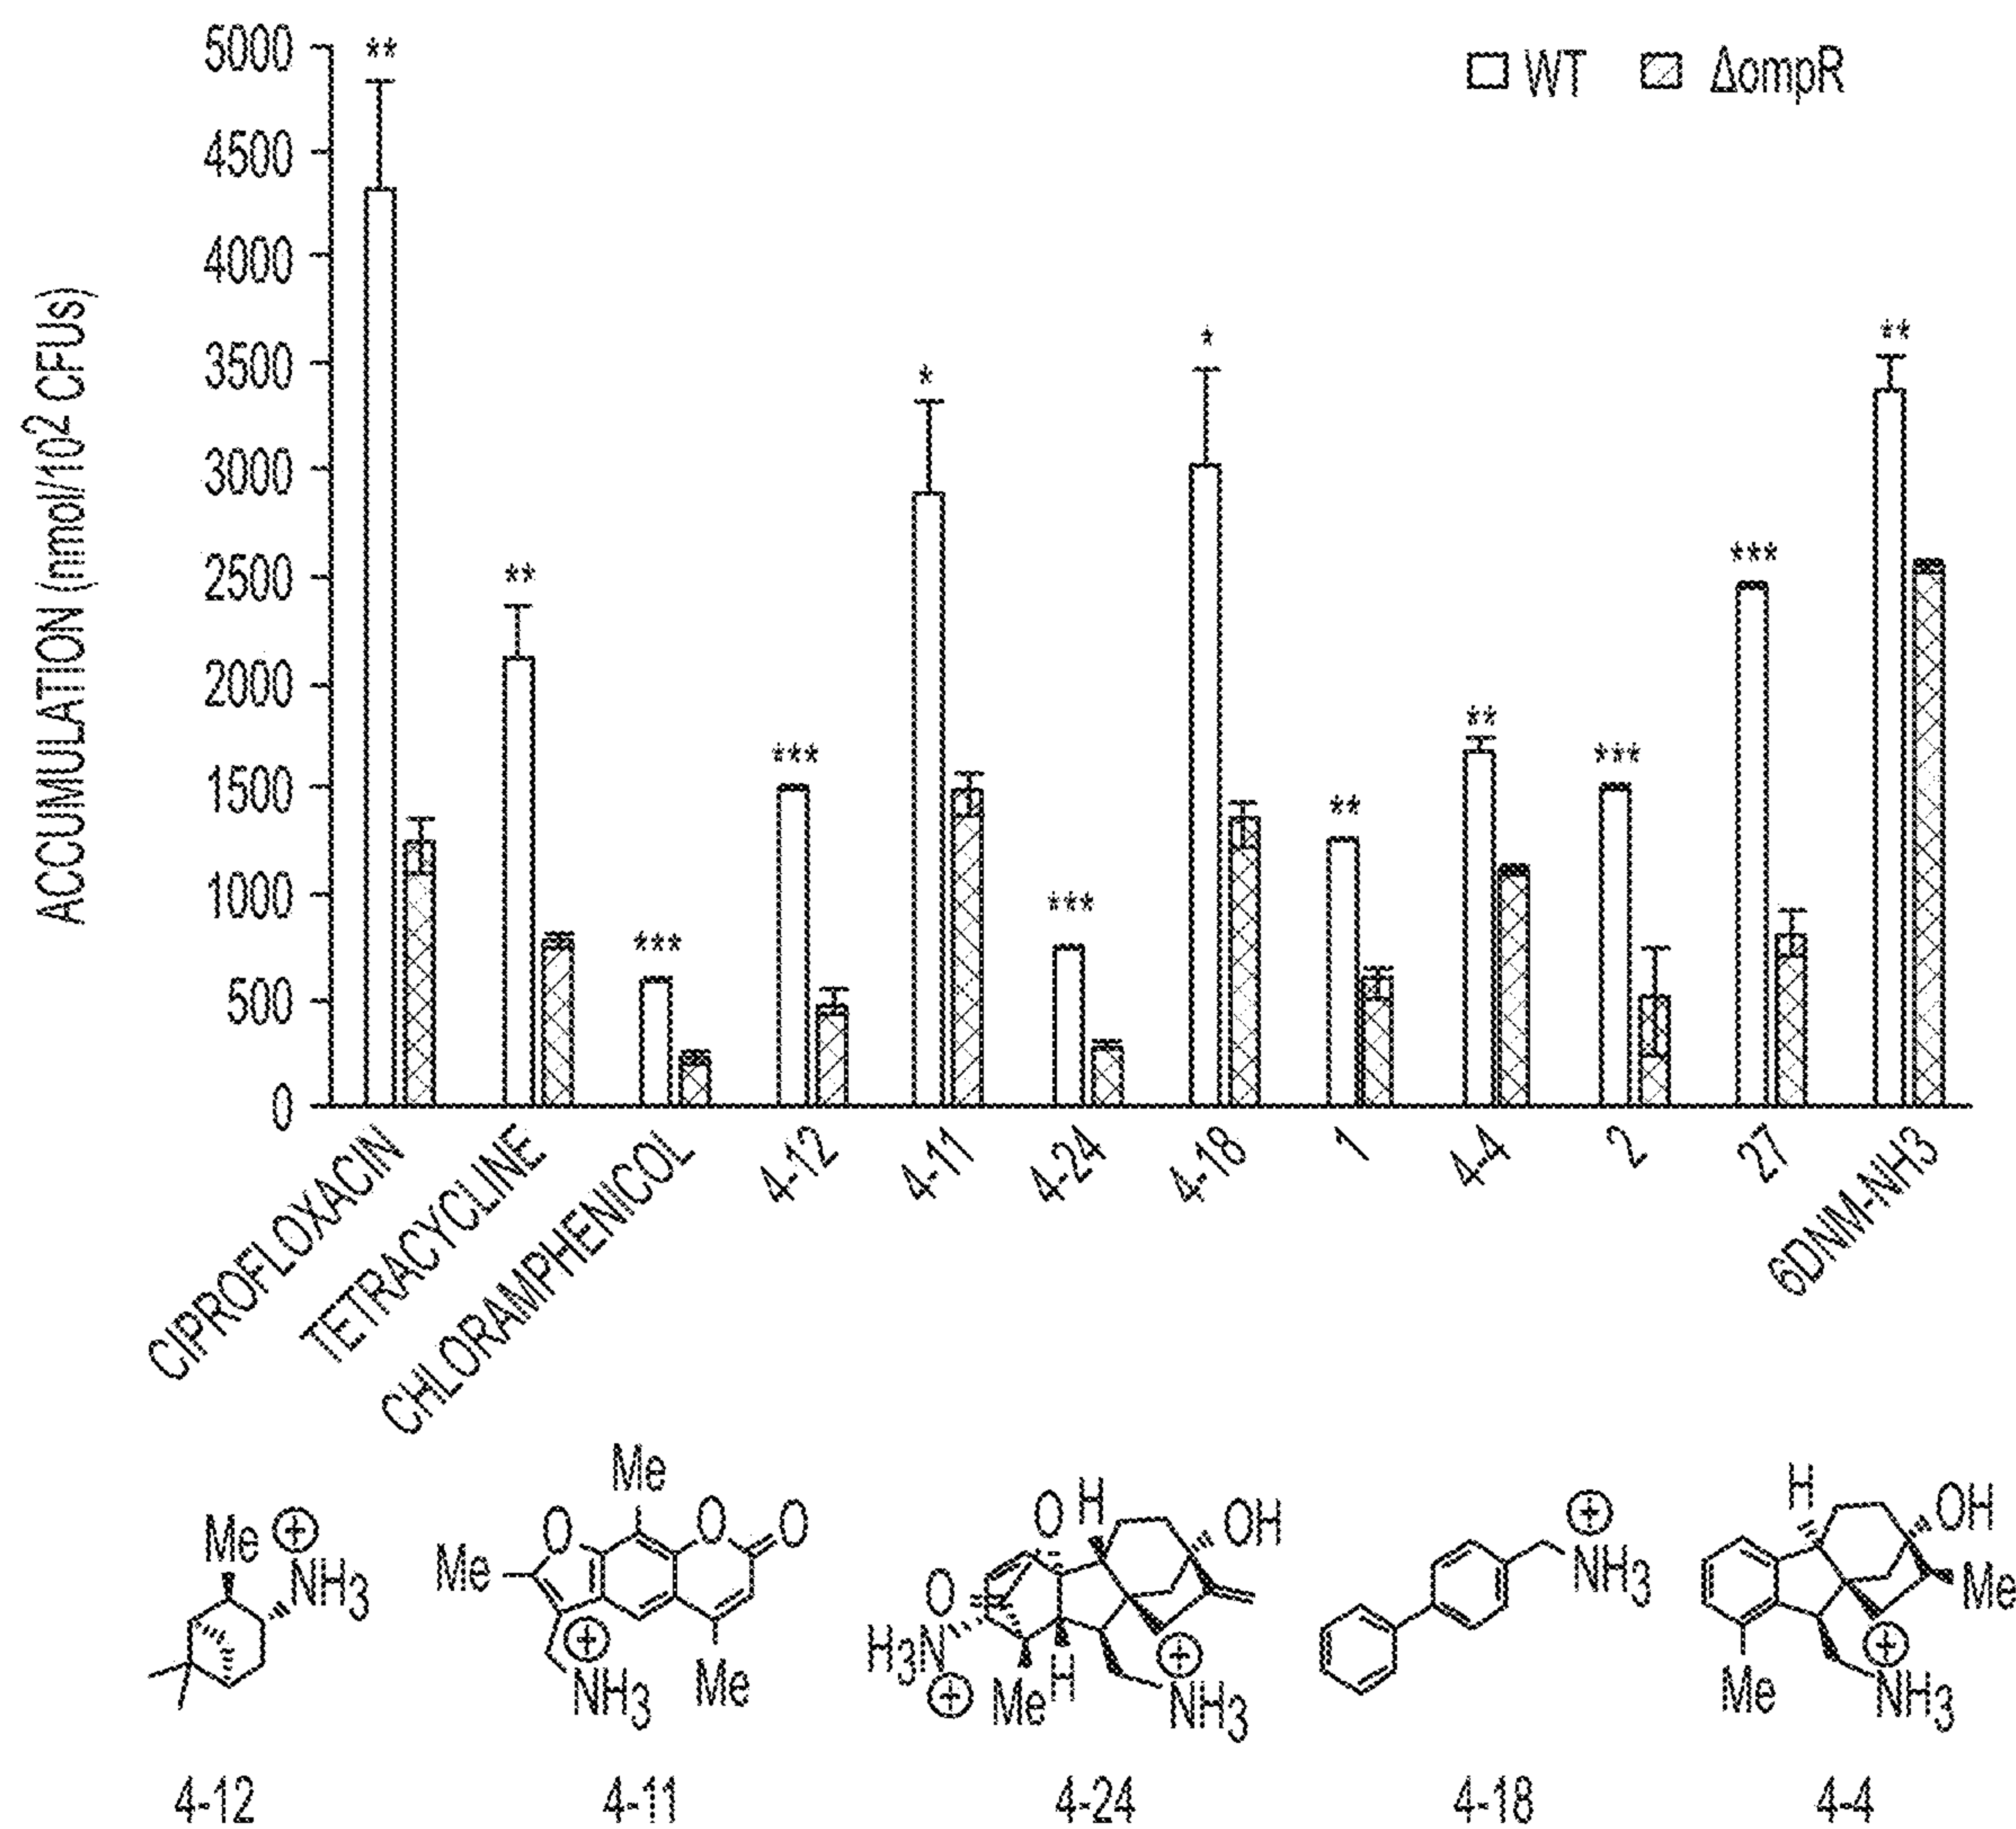 ACCUMULATION (nmol/10² CFUs)
5000
4500
4000
3500
3000
2500
2000
1500
1000
500
0
WT ΔompR
**
**
***
***
*
***
*
**
**
***
***
**
CIPROFLOXACIN
TETRACYCLINE
CHLORAMPHENICOL
4-12
4-11
4-24
4-18
1
4-4
2
27
6DNM-NH3
Me +
NH3
4-12
Me
O O O
Me
+
NH3 Me
4-11
O H
OH
O
H3N
+
Me H
+
NH3
4-24
+
NH3
4-18
H
OH
Me
+
Me
NH3
4-4